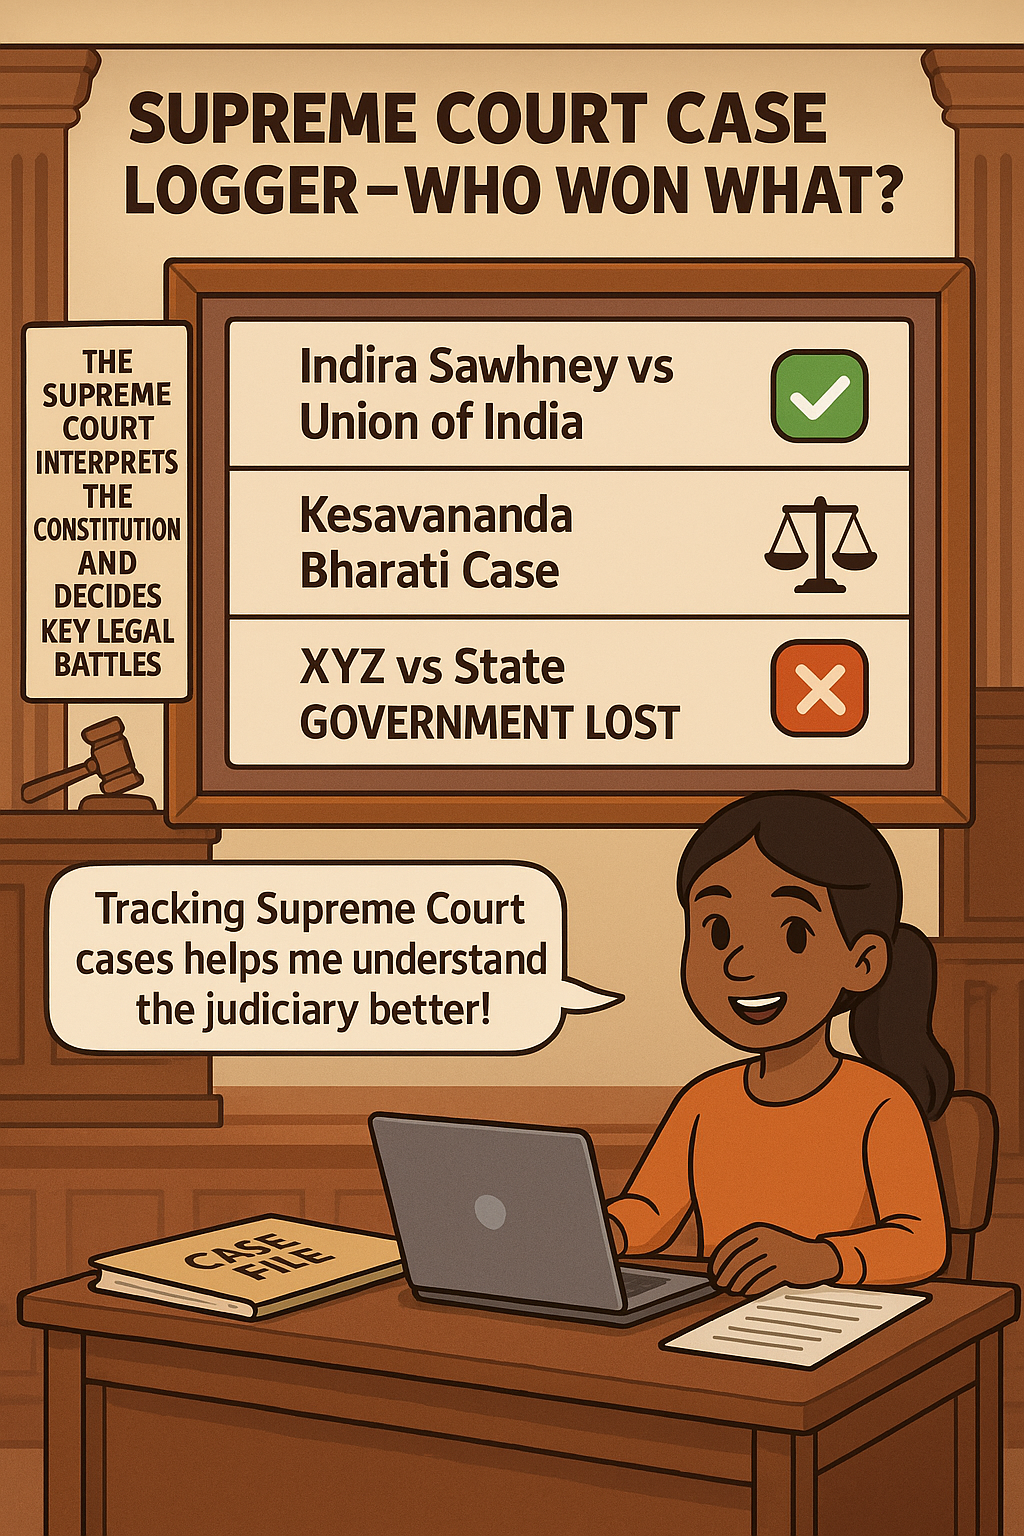 SUPREME COURT CASE
LOGGER–WHO WON WHAT?
THE
SUPREME
COURT
INTERPRETS
THE
CONSTITUTION
AND
DECIDES
KEY LEGAL
BATTLES
Indira Sawhney vs
Union of India
Kesavananda
Bharati Case
XYZ vs State
GOVERNMENT LOST
Tracking Supreme Court
cases helps me understand
the judiciary better!
CASE
FILE